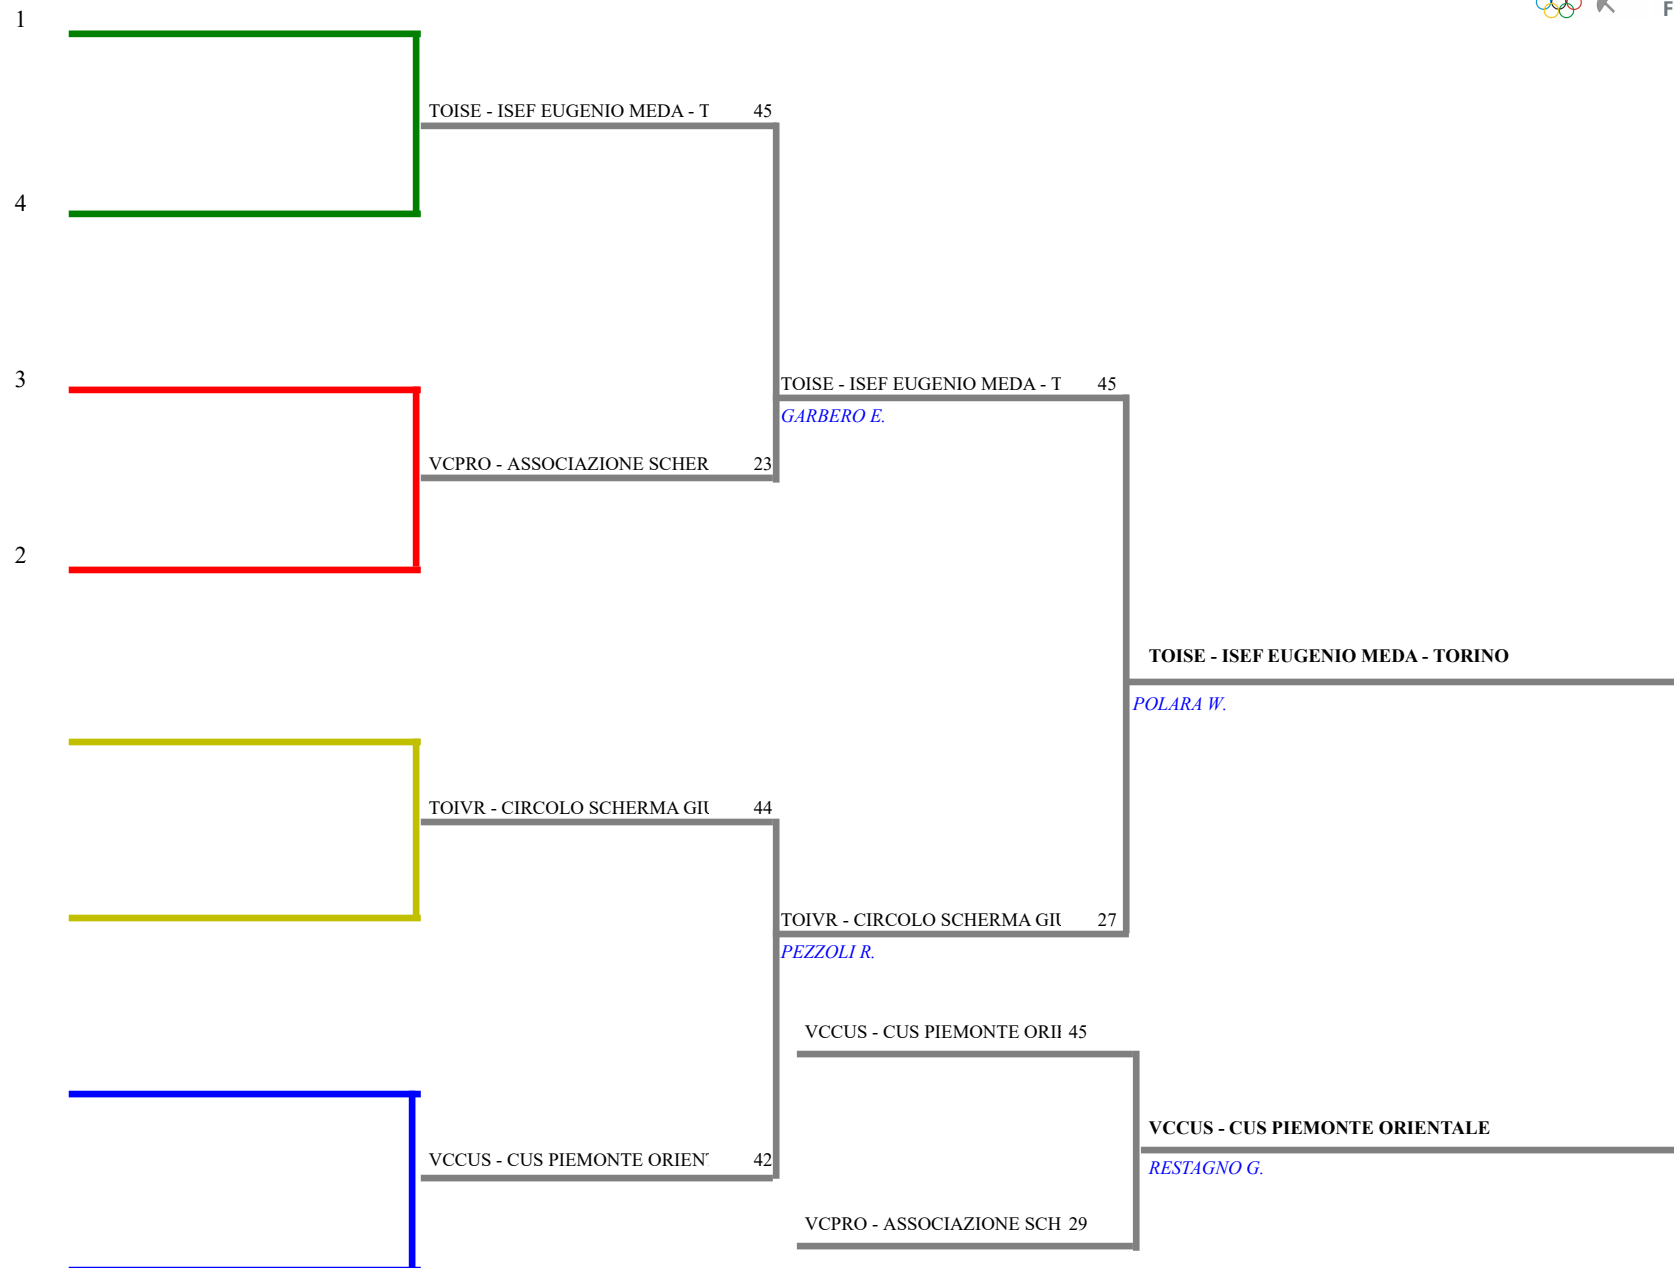 1
F
TOISE - ISEF EUGENIO MEDA - T 45
4
3
TOISE - ISEF EUGENIO MEDA - T 45
GARBERO E.
VCPRO - ASSOCIAZIONE SCHER 23
2
TOISE - ISEF EUGENIO MEDA - TORINO
POLARA W.
TOIVR - CIRCOLO SCHERMA GIU 44
TOIVR - CIRCOLO SCHERMA GIU 27
PEZZOLI R.
VCCUS - CUS PIEMONTE ORII 45
VCCUS - CUS PIEMONTE ORIENTALE
VCCUS - CUS PIEMONTE ORIENT 42
RESTAGNO G.
VCPRO - ASSOCIAZIONE SCH 29